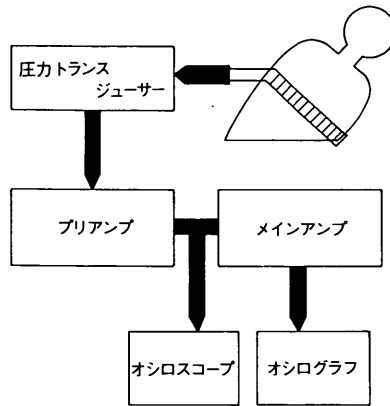 圧力トランス
ジューサー
プリアンプ
メインアンプ
オシロスコープ
オシログラフ